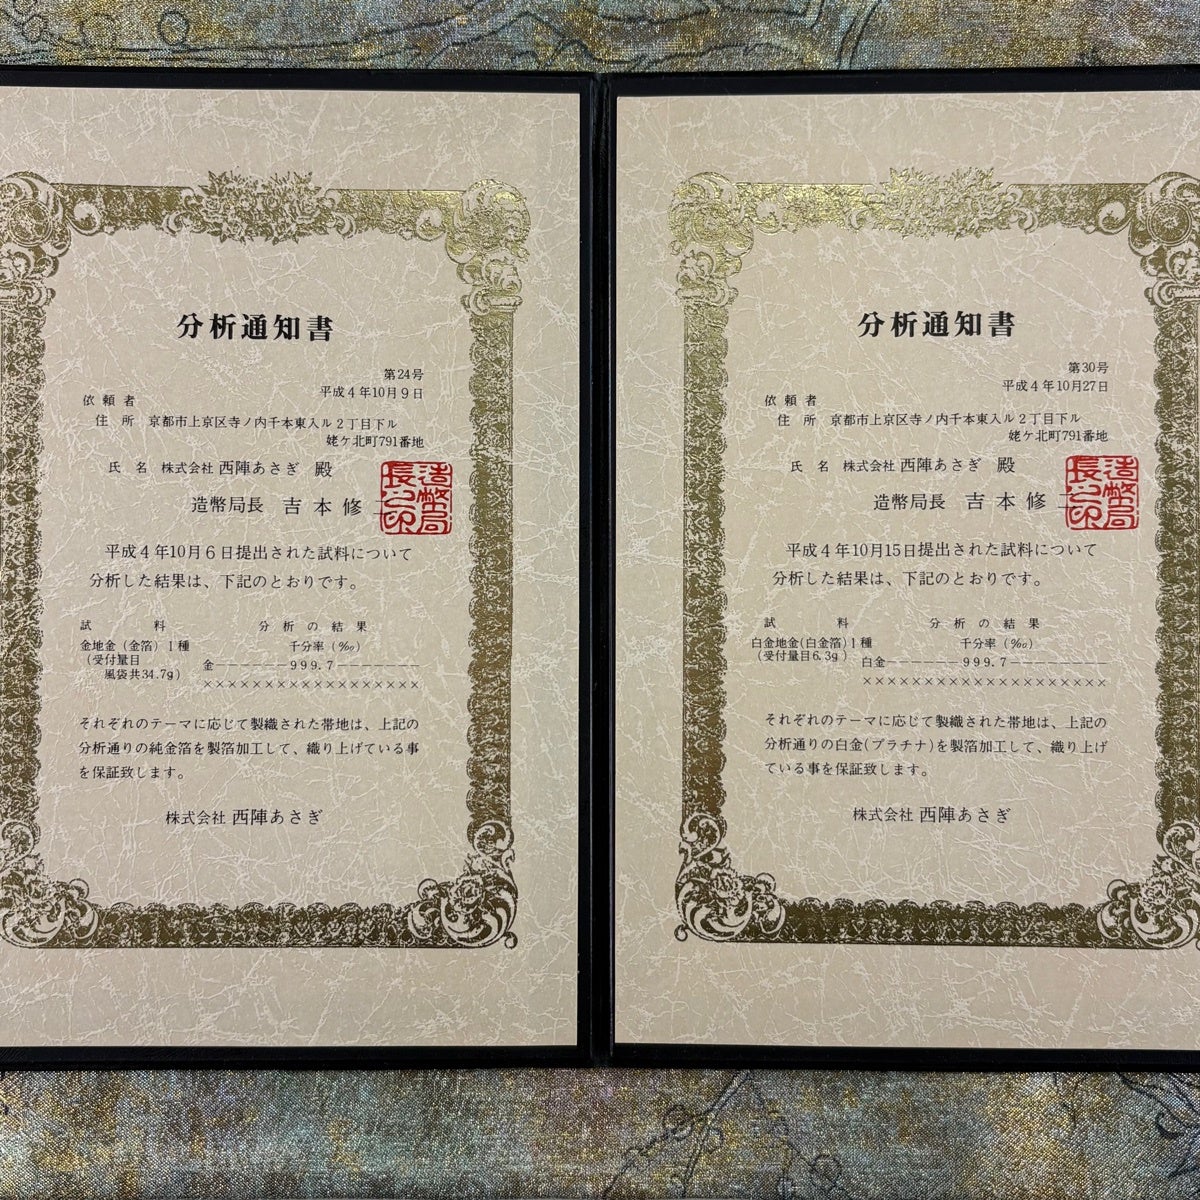 分析通知書
第24号
平成4年10月9日
依頼者
住所 京都市上京区寺ノ内千本東入ル2丁目下ル
姥ケ北町791番地
氏名 株式会社 西陣あさぎ 殿
造幣局長 吉本修二
造幣局長之印
平成4年10月6日提出された試料について
分析した結果は、下記のとおりです。
試料 分析の結果
金地金(金箔)1種 千分率(‰)
(受付量目
風袋共34.7g) 金―――――999.7―――――
××××××××××××××××××××
それぞれのテーマに応じて製織された帯地は、上記の
分析通りの純金箔を製箔加工して、織り上げている事
を保証致します。
株式会社 西陣あさぎ
分析通知書
第30号
平成4年10月27日
依頼者
住所 京都市上京区寺ノ内千本東入ル2丁目下ル
姥ケ北町791番地
氏名 株式会社 西陣あさぎ 殿
造幣局長 吉本修二
造幣局長之印
平成4年10月15日提出された試料について
分析した結果は、下記のとおりです。
試料 分析の結果
白金地金(白金箔)1種 千分率(‰)
(受付量目6.3g) 白金―――――999.7―――――
××××××××××××××××××××
それぞれのテーマに応じて製織された帯地は、上記の
分析通りの白金(プラチナ)を製箔加工して、織り上げ
ている事を保証致します。
株式会社 西陣あさぎ